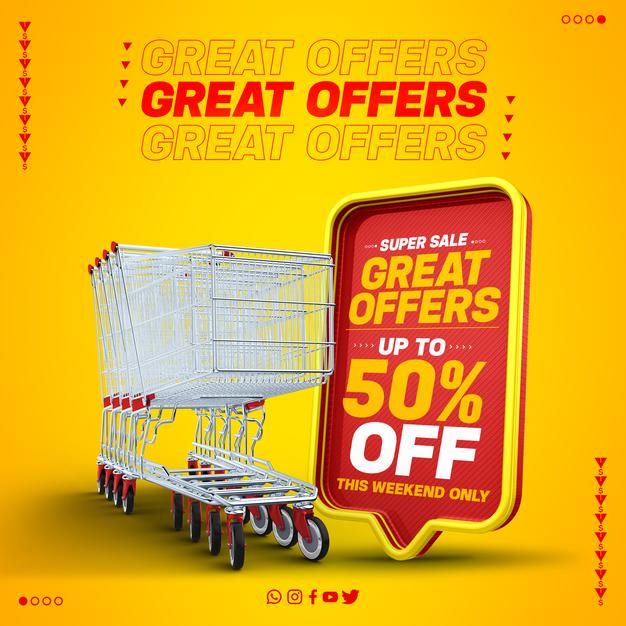 GREAT OFFERS
GREAT OFFERS
GREAT OFFERS
SUPER SALE
GREAT
OFFERS
UP TO
50%
OFF
THIS WEEKEND ONLY